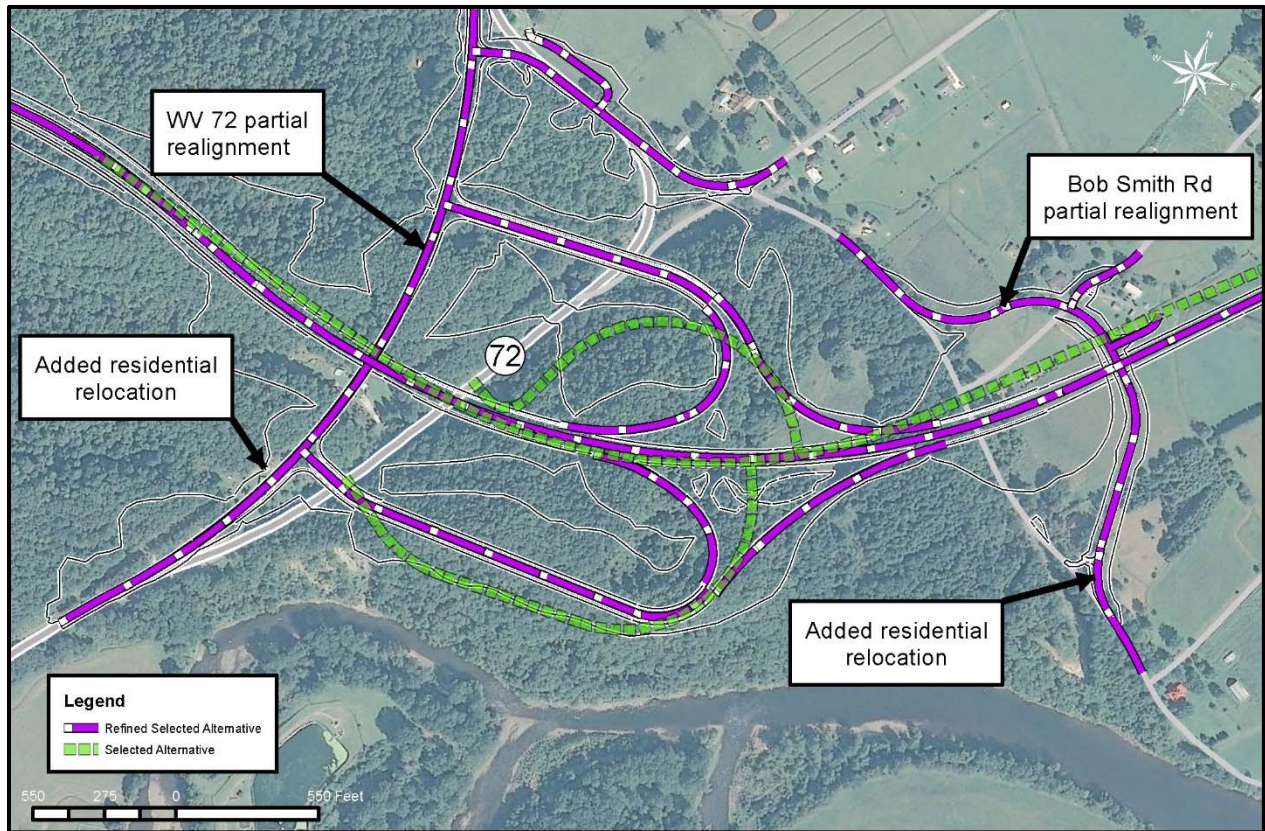 N
E
WV 72 partial
realignment
Bob Smith Rd
partial realignment
Added residential
relocation
72
Added residential
relocation
Legend
Refined Selected Alternative
Selected Alternative
550 275 0 550 Feet